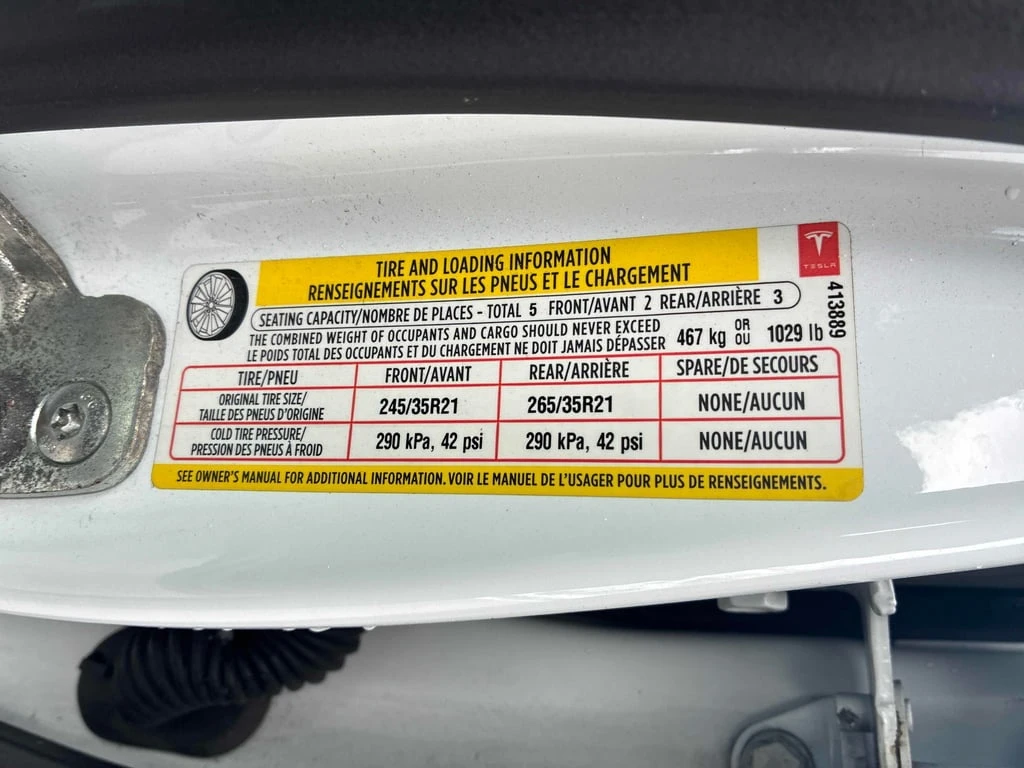 TIRE AND LOADING INFORMATION
RENSEIGNEMENTS SUR LES PNEUS ET LE CHARGEMENT
TESLA
413889
SEATING CAPACITY/NOMBRE DE PLACES - TOTAL 5 FRONT/AVANT 2 REAR/ARRIÈRE 3
THE COMBINED WEIGHT OF OCCUPANTS AND CARGO SHOULD NEVER EXCEED
LE POIDS TOTAL DES OCCUPANTS ET DU CHARGEMENT NE DOIT JAMAIS DÉPASSER
467 kg OR OU 1029 lb
TIRE/PNEU FRONT/AVANT REAR/ARRIÈRE SPARE/DE SECOURS
ORIGINAL TIRE SIZE/
TAILLE DES PNEUS D'ORIGINE
245/35R21 265/35R21 NONE/AUCUN
COLD TIRE PRESSURE/
PRESSION DES PNEUS À FROID
290 kPa, 42 psi 290 kPa, 42 psi NONE/AUCUN
SEE OWNER'S MANUAL FOR ADDITIONAL INFORMATION. VOIR LE MANUEL DE L'USAGER POUR PLUS DE RENSEIGNEMENTS.